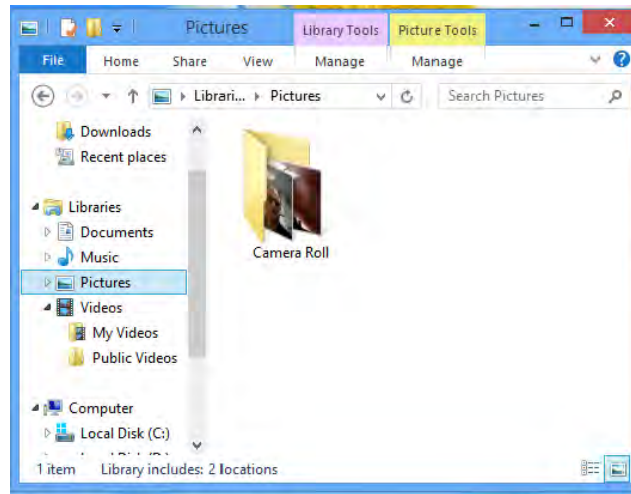 Pictures
Library Tools
Picture Tools
File
Home
Share
View
Manage
Manage
Librari...
Pictures
Search Pictures
Downloads
Recent places
Libraries
Documents
Music
Pictures
Videos
My Videos
Public Videos
Computer
Local Disk (C:)
Camera Roll
1 item
Library includes: 2 locations